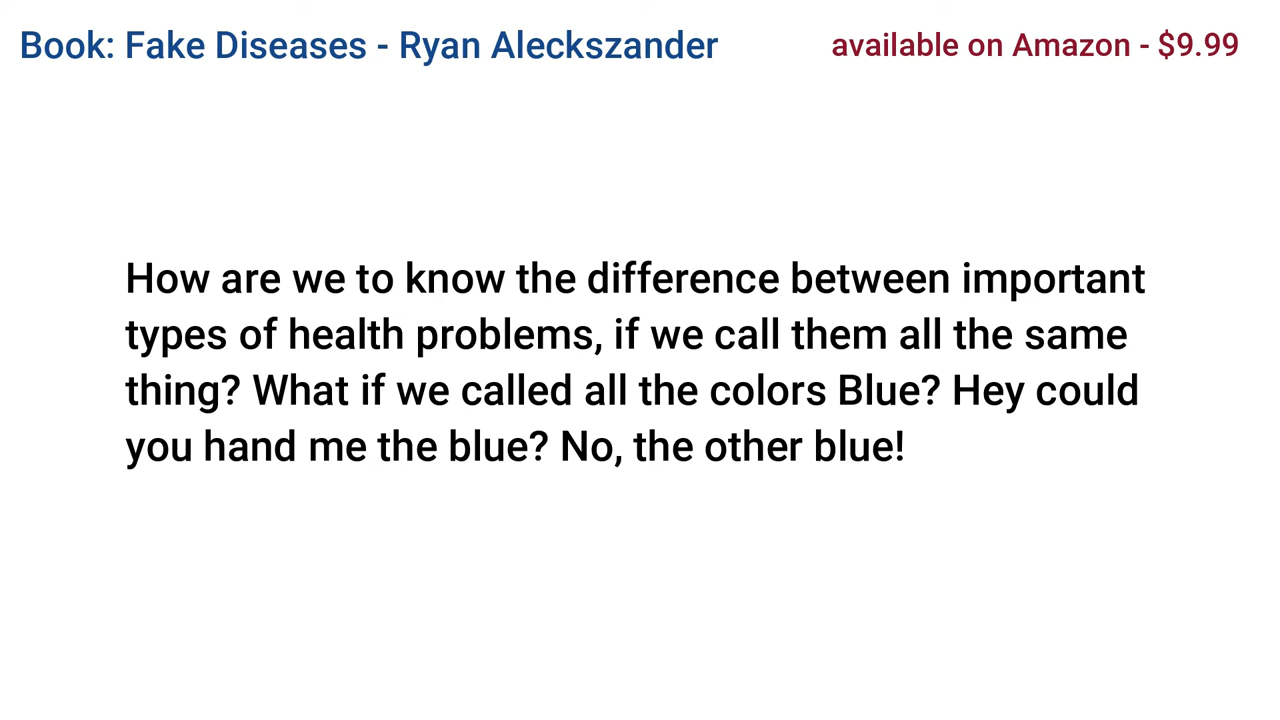 Book: Fake Diseases - Ryan Aleckszander
available on Amazon - $9.99
How are we to know the difference between important
types of health problems, if we call them all the same
thing? What if we called all the colors Blue? Hey could
you hand me the blue? No, the other blue!